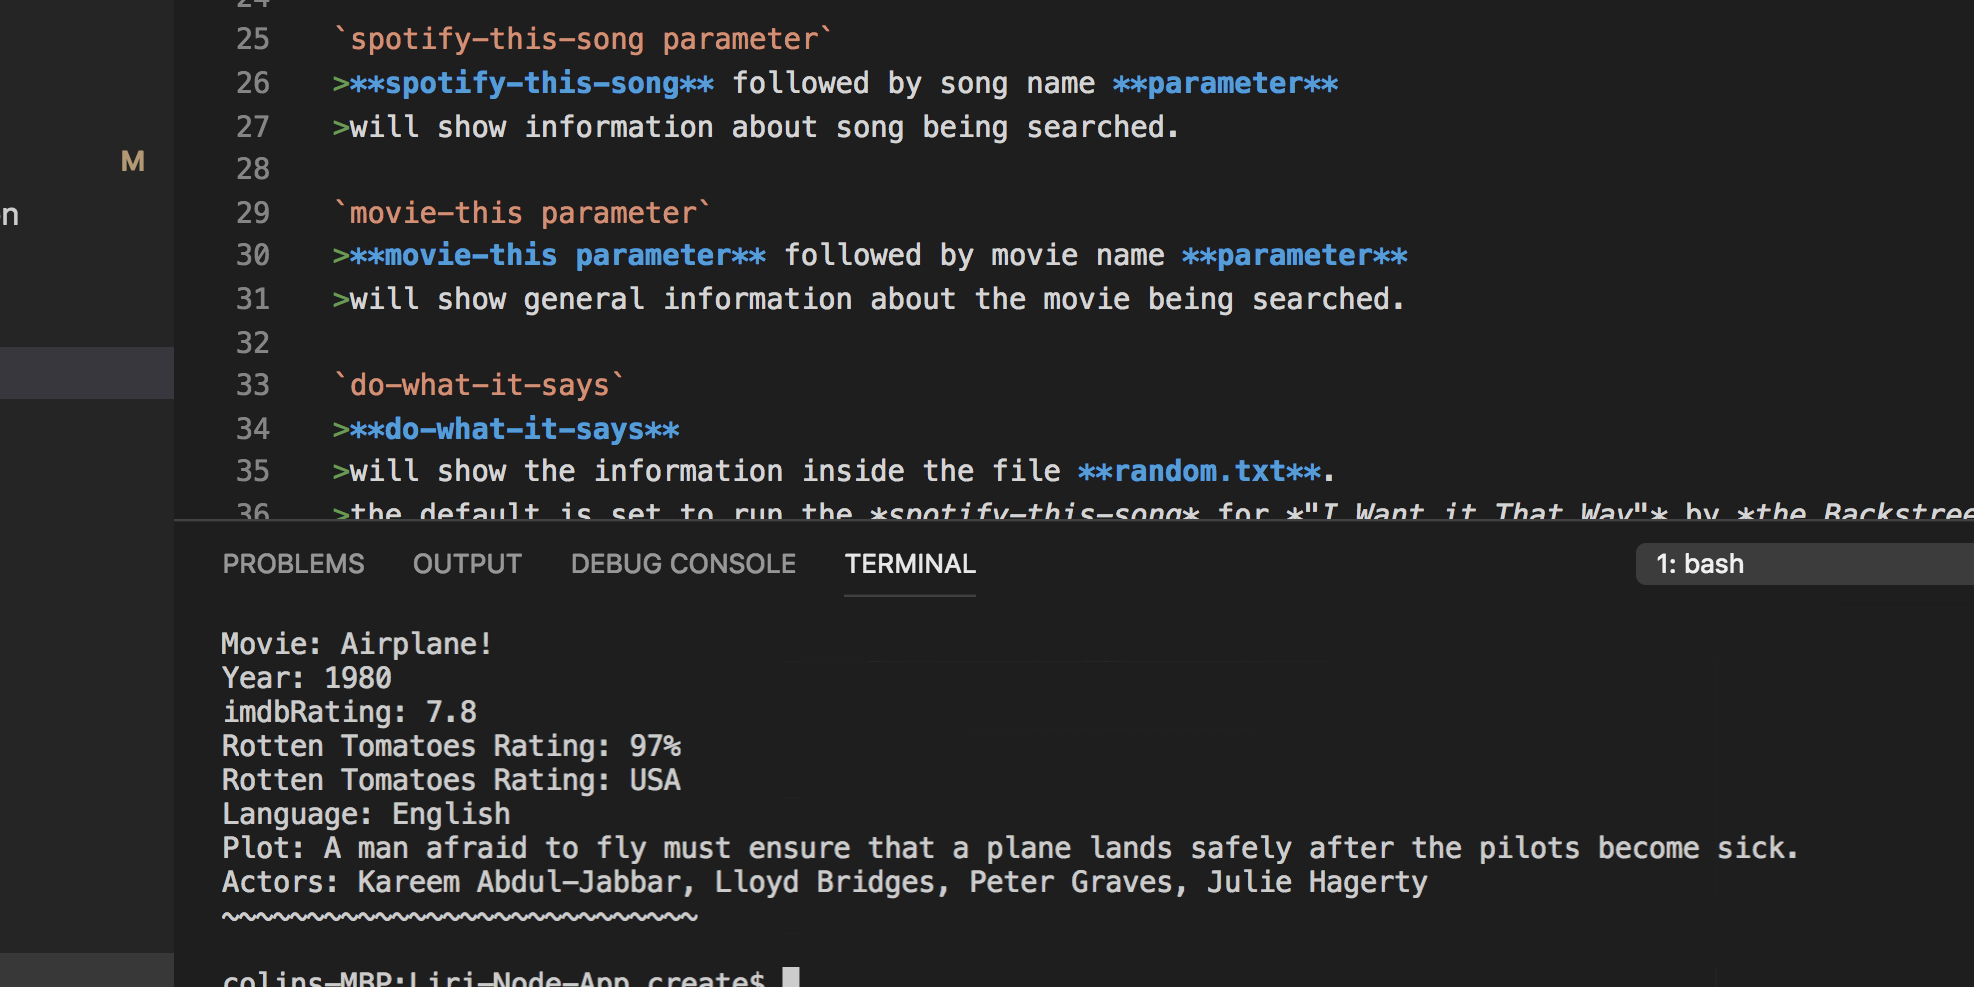 24
25 `spotify-this-song parameter`
26 >**spotify-this-song** followed by song name **parameter**
27 >will show information about song being searched.
M
28
n
29 `movie-this parameter`
30 >**movie-this parameter** followed by movie name **parameter**
31 >will show general information about the movie being searched.
32
33 `do-what-it-says`
34 >**do-what-it-says**
35 >will show the information inside the file **random.txt**.
36 >the default is set to run the *spotify-this-song* for *"I Want it That Way"* by *the Backstree
PROBLEMS OUTPUT DEBUG CONSOLE TERMINAL 1: bash
Movie: Airplane!
Year: 1980
imdbRating: 7.8
Rotten Tomatoes Rating: 97%
Rotten Tomatoes Rating: USA
Language: English
Plot: A man afraid to fly must ensure that a plane lands safely after the pilots become sick.
Actors: Kareem Abdul-Jabbar, Lloyd Bridges, Peter Graves, Julie Hagerty
~~~~~~~~~~~~~~~~~~~~~~~~~~~~
colins-MBP:Liri-Node-App create$